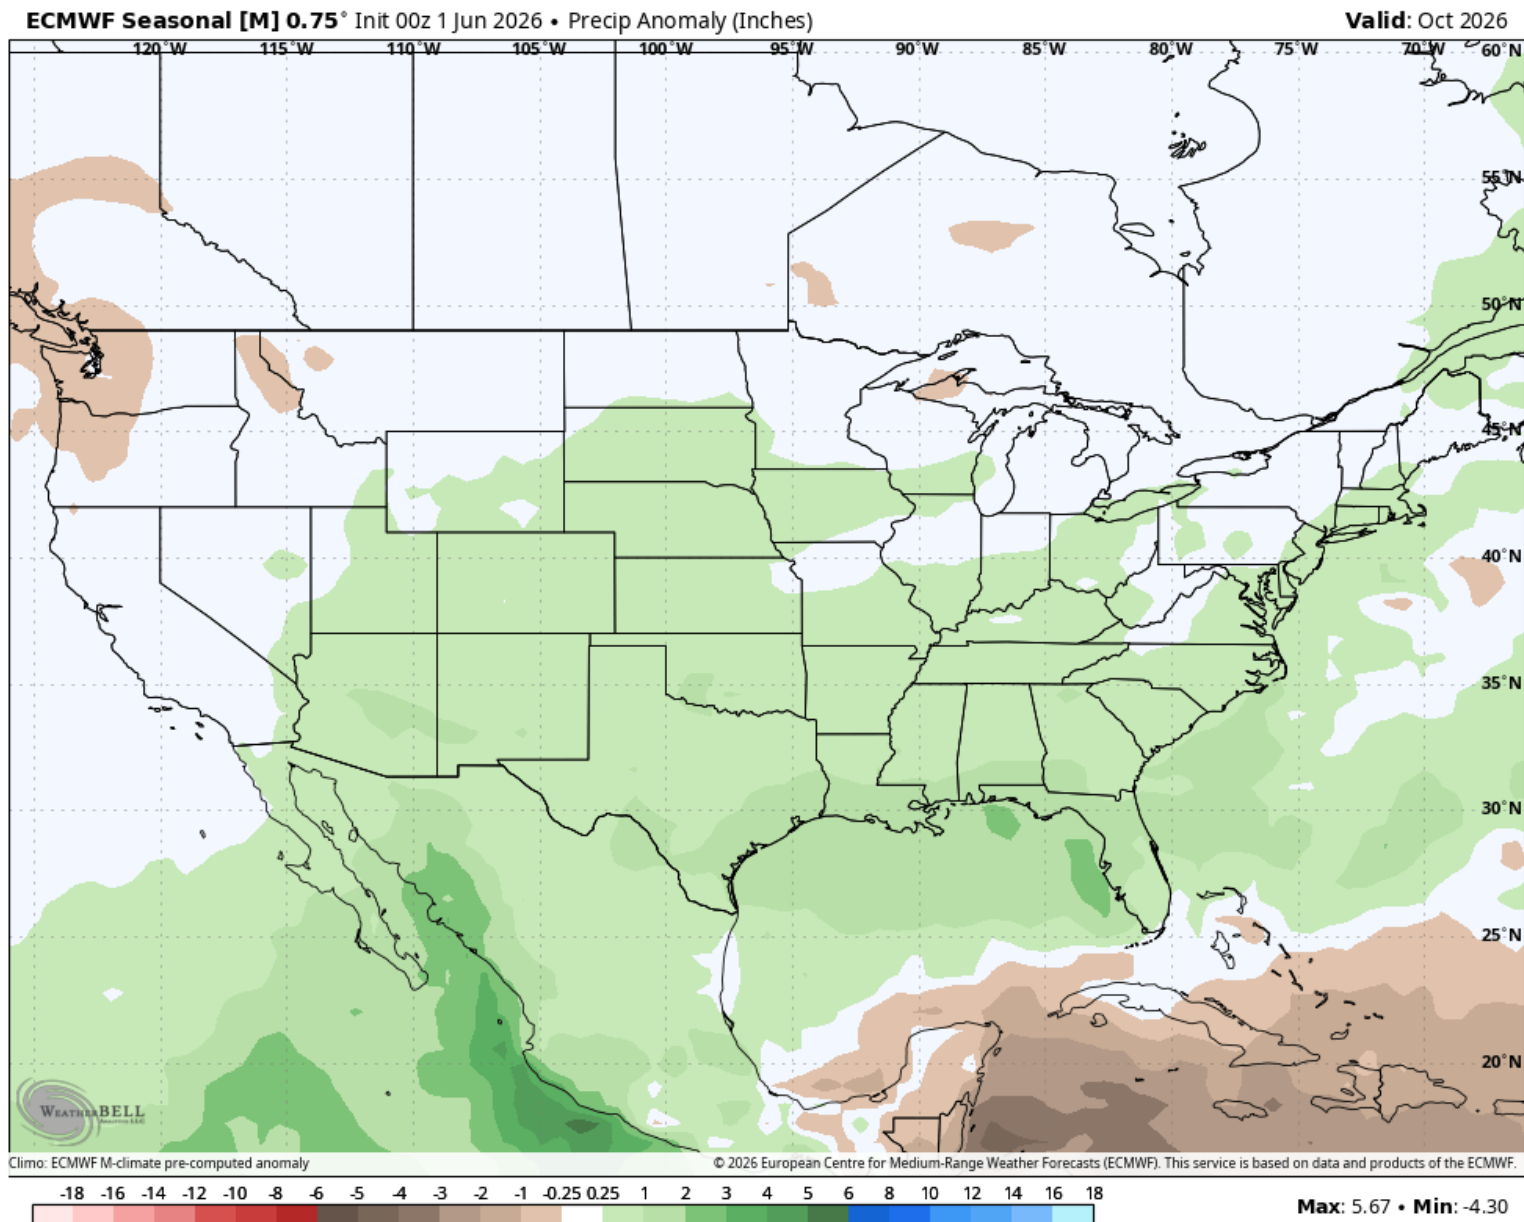 ECMWF Seasonal [M] 0.75° Init 00z 1 Jun 2026 • Precip Anomaly (Inches)
Valid: Oct 2026
120°W 115°W 110°W 105°W 100°W 95°W 90°W 85°W 80°W 75°W 70°W 60°N
55°N
50°N
45°N
40°N
35°N
30°N
25°N
20°N
WEATHERBELL
ANALYTICS LLC
Climo: ECMWF M-climate pre-computed anomaly
© 2026 European Centre for Medium-Range Weather Forecasts (ECMWF). This service is based on data and products of the ECMWF.
-18 -16 -14 -12 -10 -8 -6 -5 -4 -3 -2 -1 -0.25 0.25 1 2 3 4 5 6 8 10 12 14 16 18
Max: 5.67 • Min: -4.30